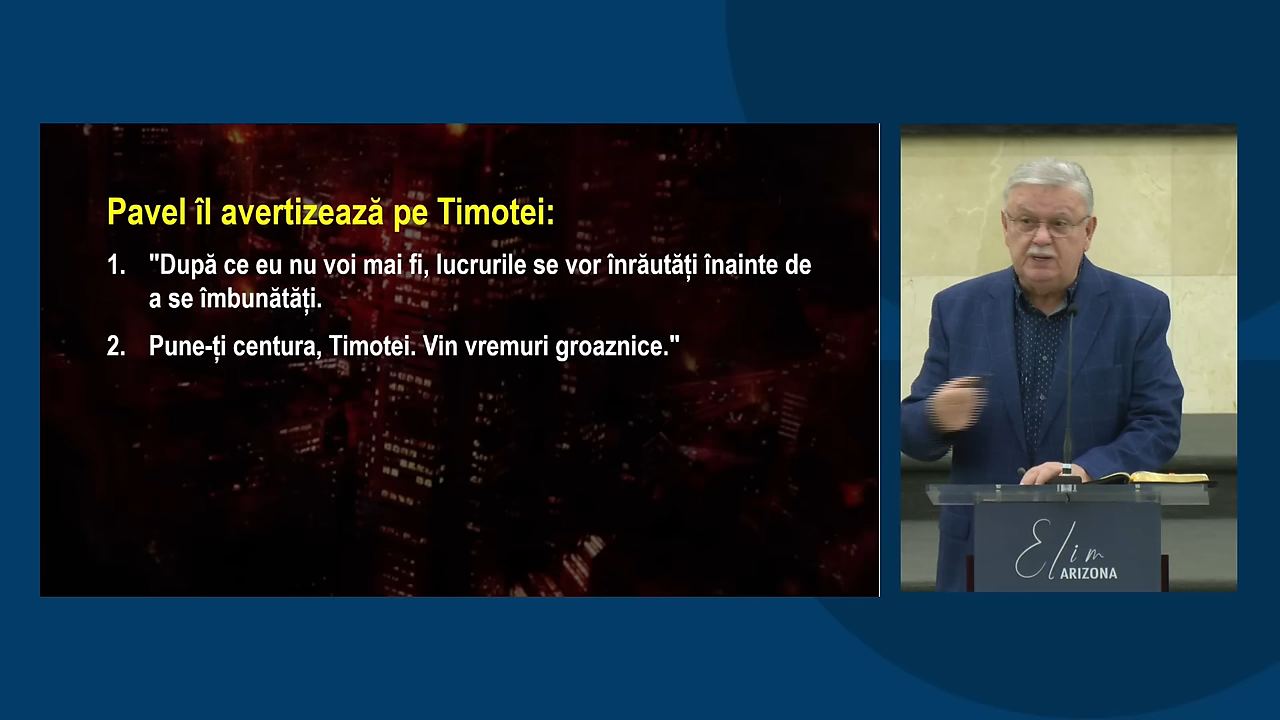 Pavel îl avertizează pe Timotei:
1. "După ce eu nu voi mai fi, lucrurile se vor înrăutăți înainte de
a se îmbunătăți.
2. Pune-ți centura, Timotei. Vin vremuri groaznice."
Elim
ARIZONA